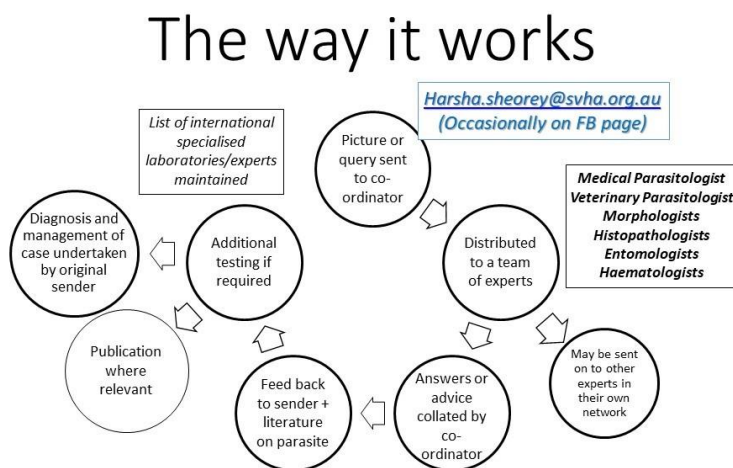 The way it works
Harsha.sheorey@svha.org.au
(Occasionally on FB page)
List of international
specialised
laboratories/experts
maintained
Picture or
query sent
to co-
ordinator
Medical Parasitologist
Veterinary Parasitologist
Morphologists
Histopathologists
Entomologists
Haematologists
Distributed
to a team
of experts
May be sent
on to other
experts in
their own
network
Answers or
advice
collated by
co-
ordinator
Feed back
to sender +
literature
on parasite
Additional
testing if
required
Diagnosis and
management of
case undertaken
by original
sender
Publication
where
relevant